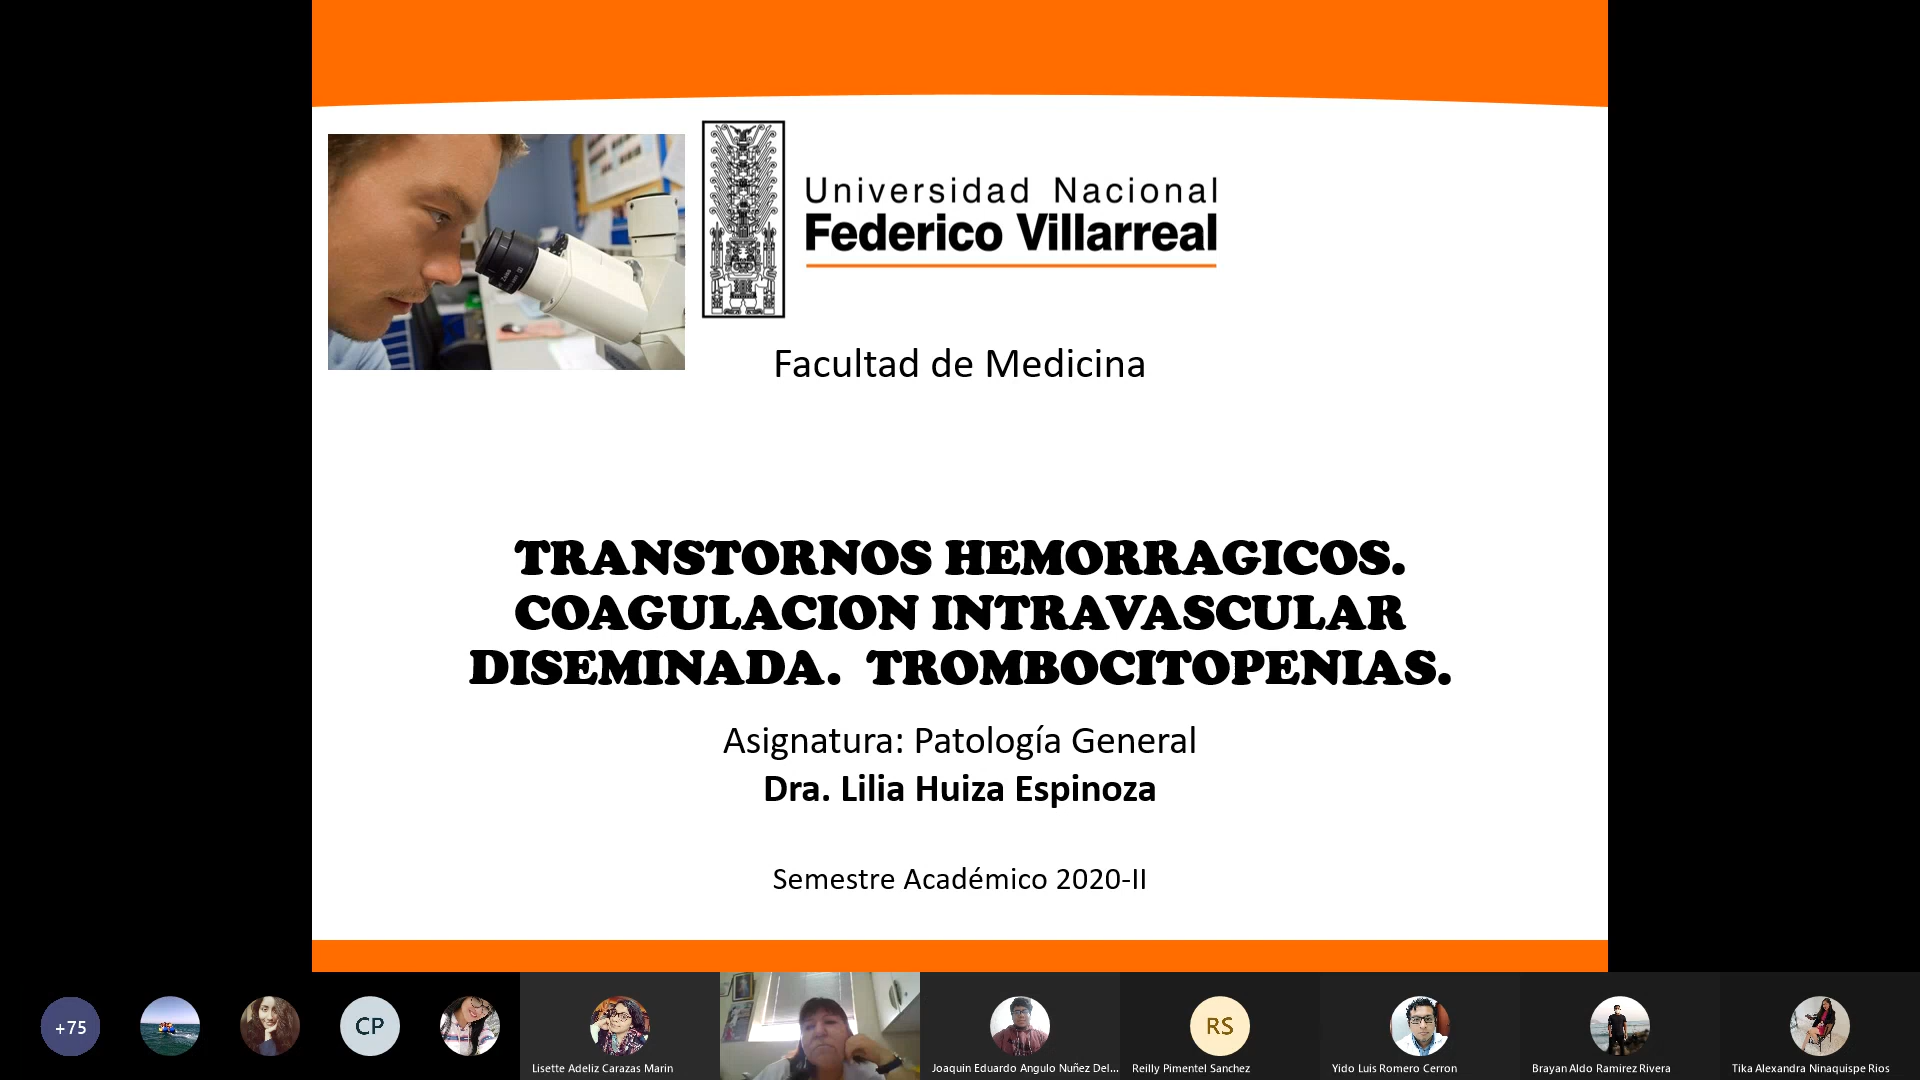 Universidad Nacional
Federico Villarreal
Facultad de Medicina
TRANSTORNOS HEMORRAGICOS.
COAGULACION INTRAVASCULAR
DISEMINADA. TROMBOCITOPENIAS.
Asignatura: Patología General
Dra. Lilia Huiza Espinoza
Semestre Académico 2020-II
+75
CP
RS
Lisette Adeliz Carazas Marin
Joaquin Eduardo Angulo Nuñez Del...
Reilly Pimentel Sanchez
Yido Luis Romero Cerron
Brayan Aldo Ramirez Rivera
Tika Alexandra Ninaquispe Rios